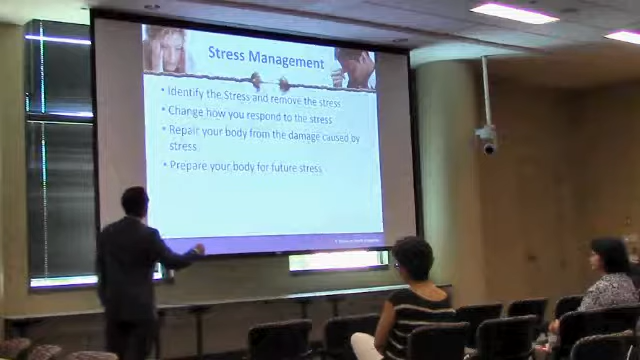 Stress Management
• Identify the Stress and remove the stress
• Change how you respond to the stress
• Repair your body from the damage caused by
stress
• Prepare your body for future stress